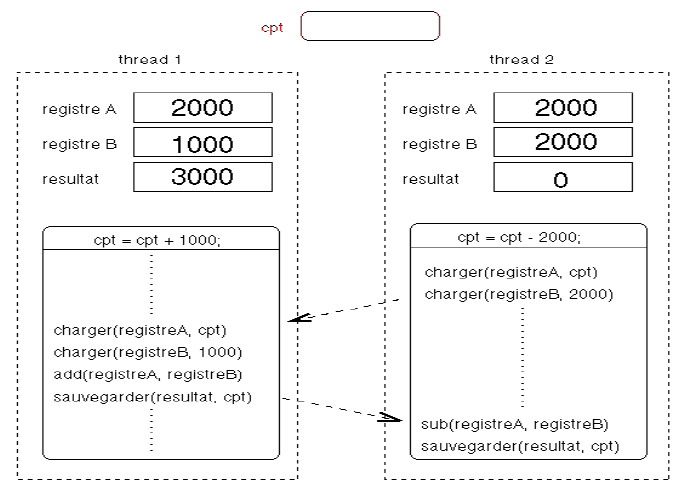 cpt
thread 1
registre A 2000
registre B 1000
resultat 3000
cpt = cpt + 1000;
charger(registreA, cpt)
charger(registreB, 1000)
add(registreA, registreB)
sauvegarder(resultat, cpt)
thread 2
registre A 2000
registre B 2000
resultat 0
cpt = cpt - 2000;
charger(registreA, cpt)
charger(registreB, 2000)
sub(registreA, registreB)
sauvegarder(resultat, cpt)